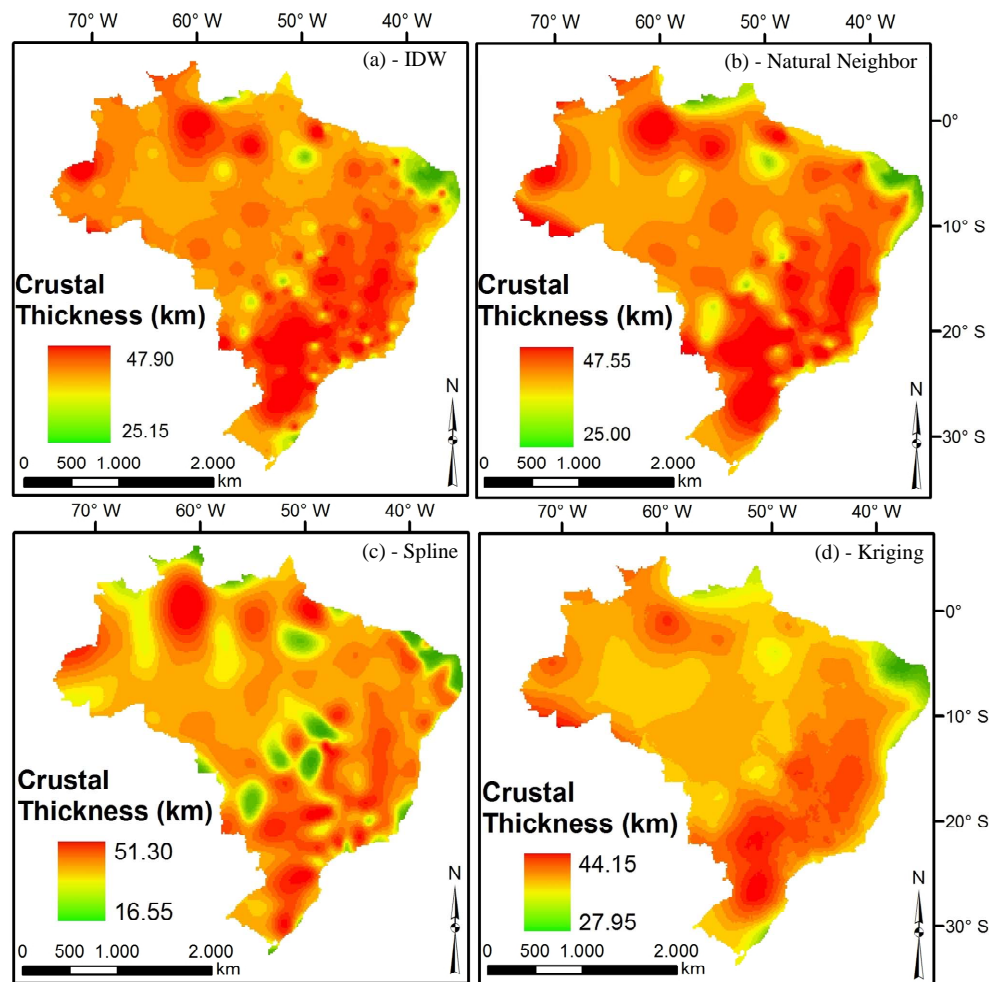 70° W 60° W 50° W 40° W
70° W 60° W 50° W 40° W
(a) - IDW
Crustal
Thickness (km)
47.90
25.15
N
0 500 1.000 2.000
km
(b) - Natural Neighbor
0°
10° S
20° S
30° S
Crustal
Thickness (km)
47.55
25.00
N
0 500 1.000 2.000
km
70° W 60° W 50° W 40° W
70° W 60° W 50° W 40° W
(c) - Spline
Crustal
Thickness (km)
51.30
16.55
N
0 500 1.000 2.000
km
(d) - Kriging
0°
10° S
20° S
30° S
Crustal
Thickness (km)
44.15
27.95
N
0 500 1.000 2.000
km